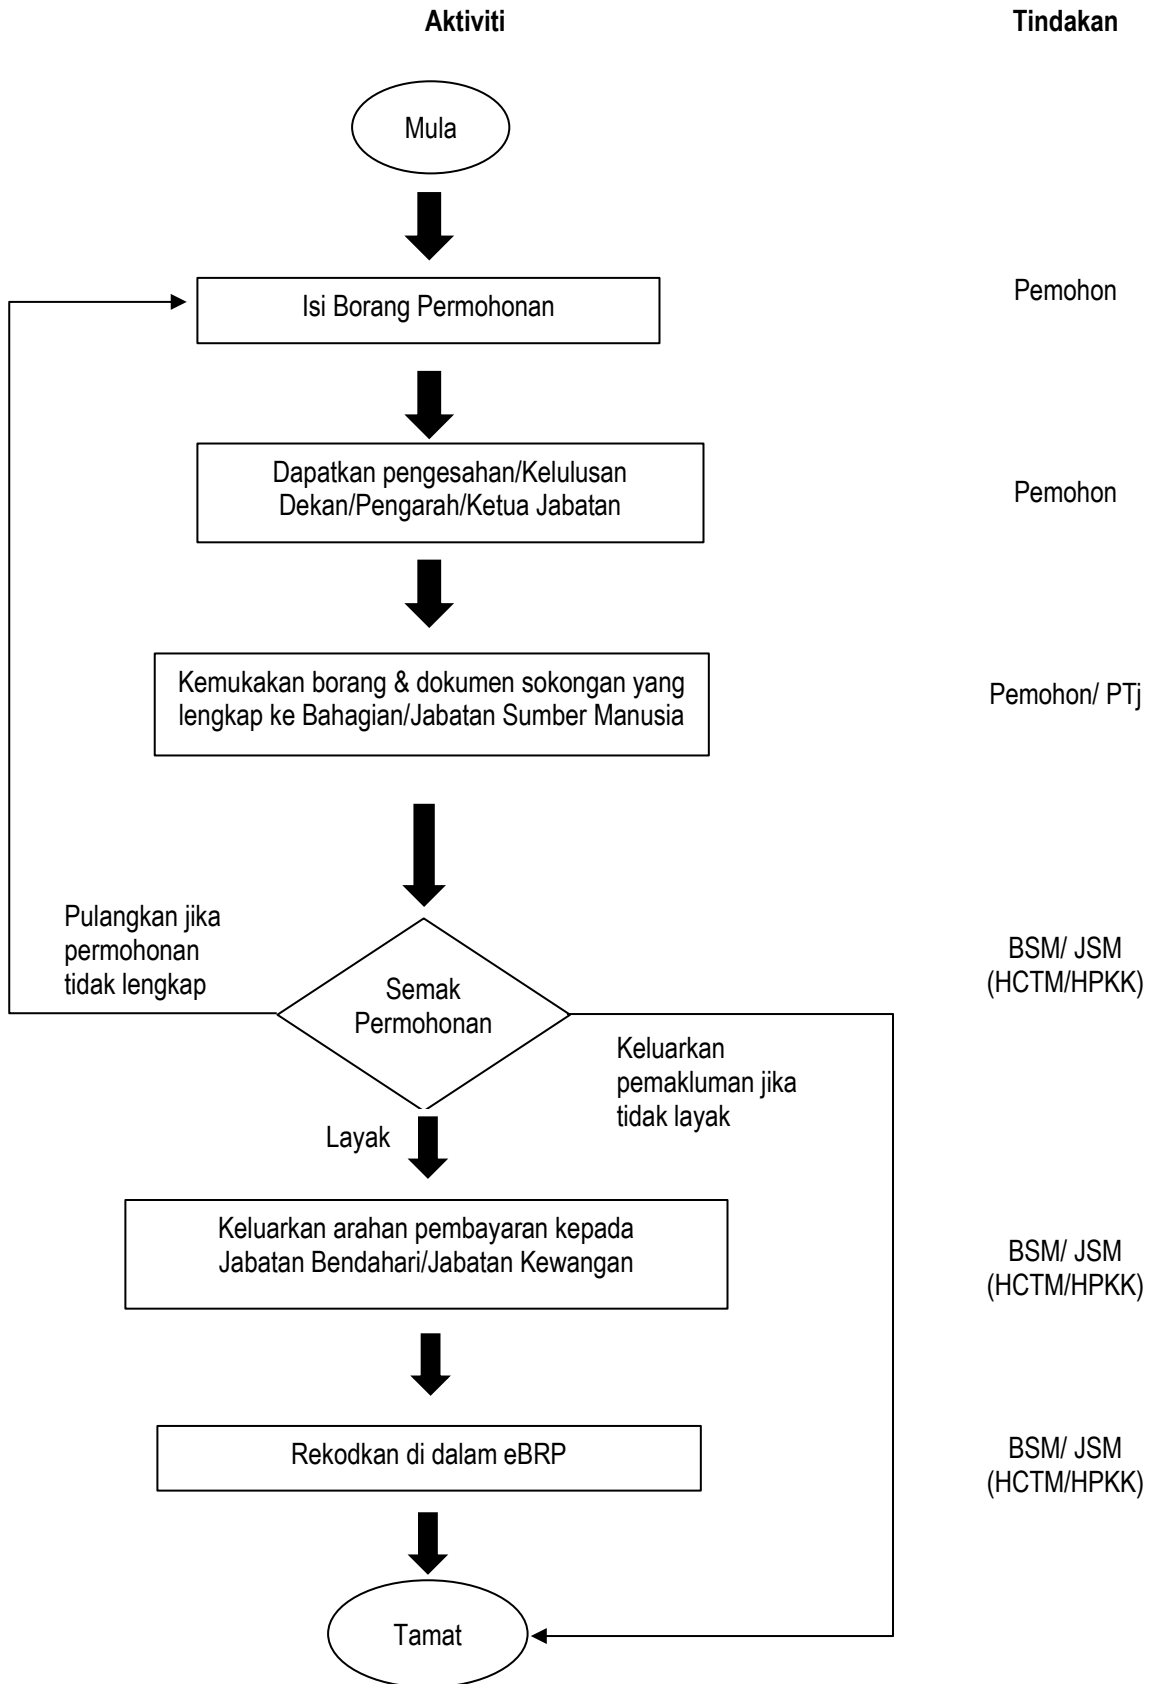 Aktiviti
Tindakan
Mula
Isi Borang Permohonan
Pemohon
Dapatkan pengesahan/Kelulusan
Dekan/Pengarah/Ketua Jabatan
Pemohon
Kemukakan borang & dokumen sokongan yang
lengkap ke Bahagian/Jabatan Sumber Manusia
Pemohon/ PTj
Pulangkan jika
permohonan
tidak lengkap
Semak
Permohonan
BSM/ JSM
(HCTM/HPKK)
Keluarkan
pemakluman jika
tidak layak
Layak
Keluarkan arahan pembayaran kepada
Jabatan Bendahari/Jabatan Kewangan
BSM/ JSM
(HCTM/HPKK)
Rekodkan di dalam eBRP
BSM/ JSM
(HCTM/HPKK)
Tamat